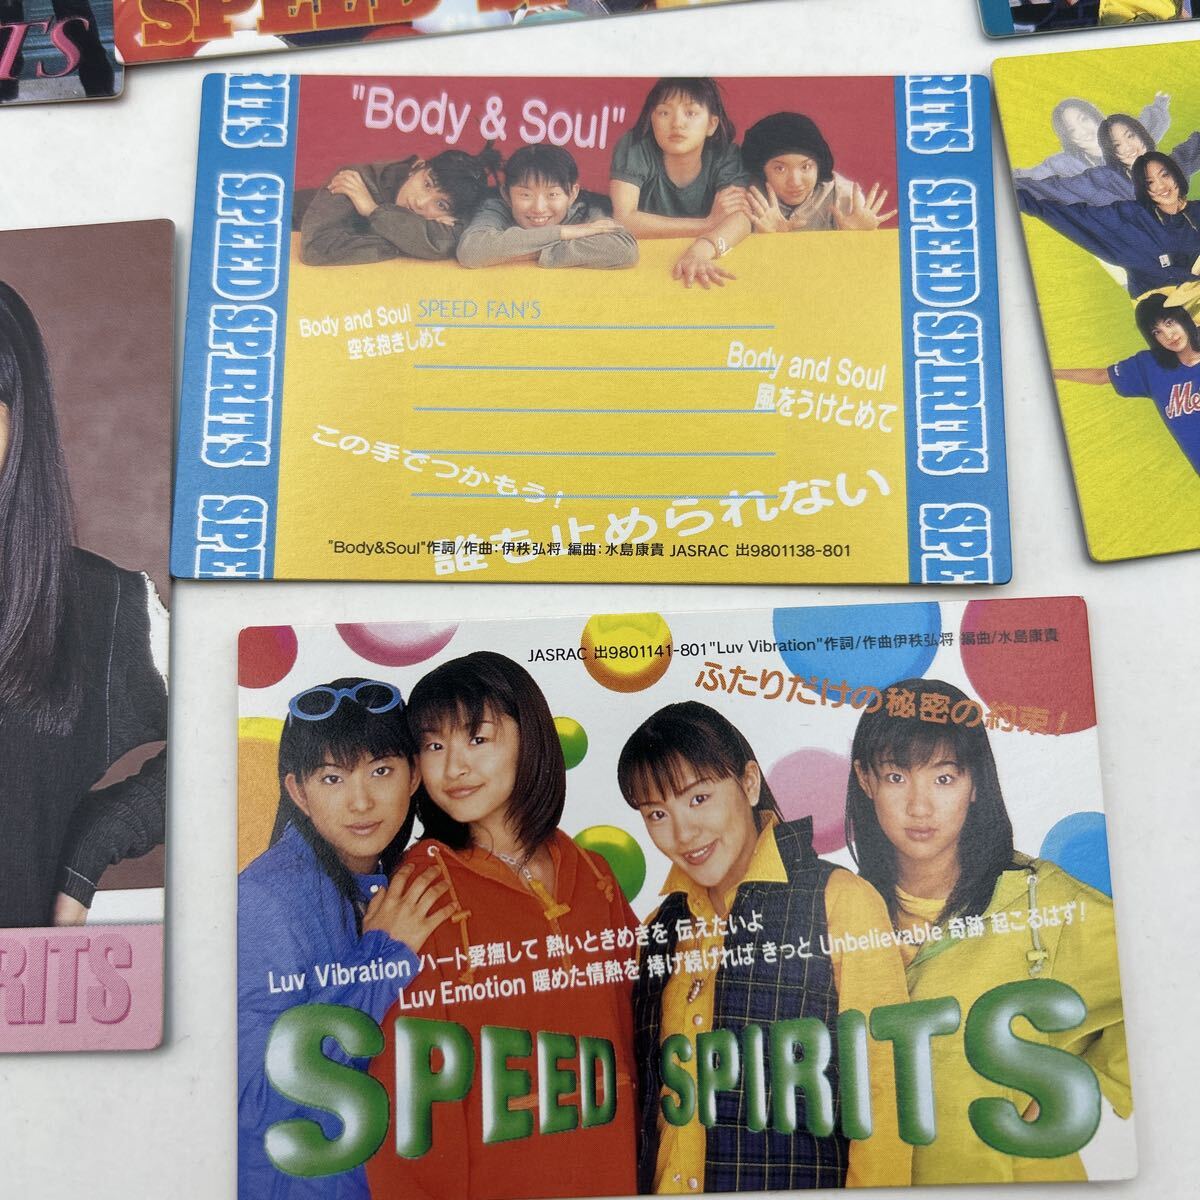 ITS
SPEED SP
"Body & Soul"
RITS SPEED SPIRITS SPE
RITS SPEED SPIRITS SPE
Body and Soul SPEED FAN'S
空を抱きしめて
Body and Soul
風をうけとめて
この手でつかもう!
誰も止められない
"Body&Soul"作詞/作曲:伊秩弘将 編曲:水島康貴 JASRAC 出9801138-801
Me
RITS
JASRAC 出9801141-801"Luv Vibration"作詞/作曲伊秩弘将 編曲/水島康貴
ふたりだけの秘密の約束!
Luv Vibration ハート愛撫して 熱いときめきを 伝えたいよ
Luv Emotion 暖めた情熱を 捧げ続ければ きっと Unbelievable 奇跡 起こるはず!
SPEED SPIRITS